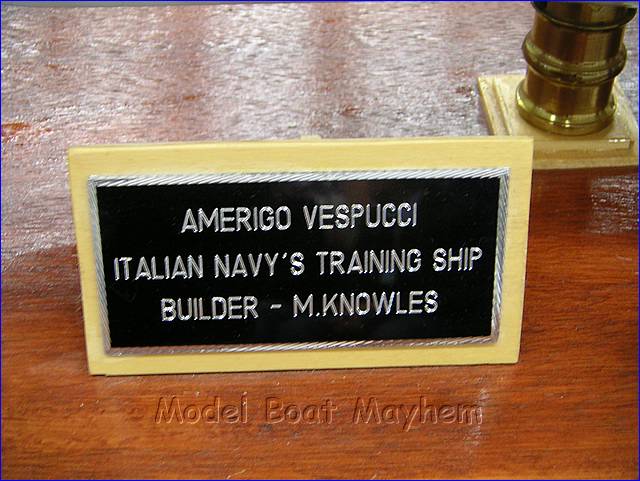 AMERIGO VESPUCCI
ITALIAN NAVY'S TRAINING SHIP
BUILDER - M.KNOWLES
Model Boat Mayhem